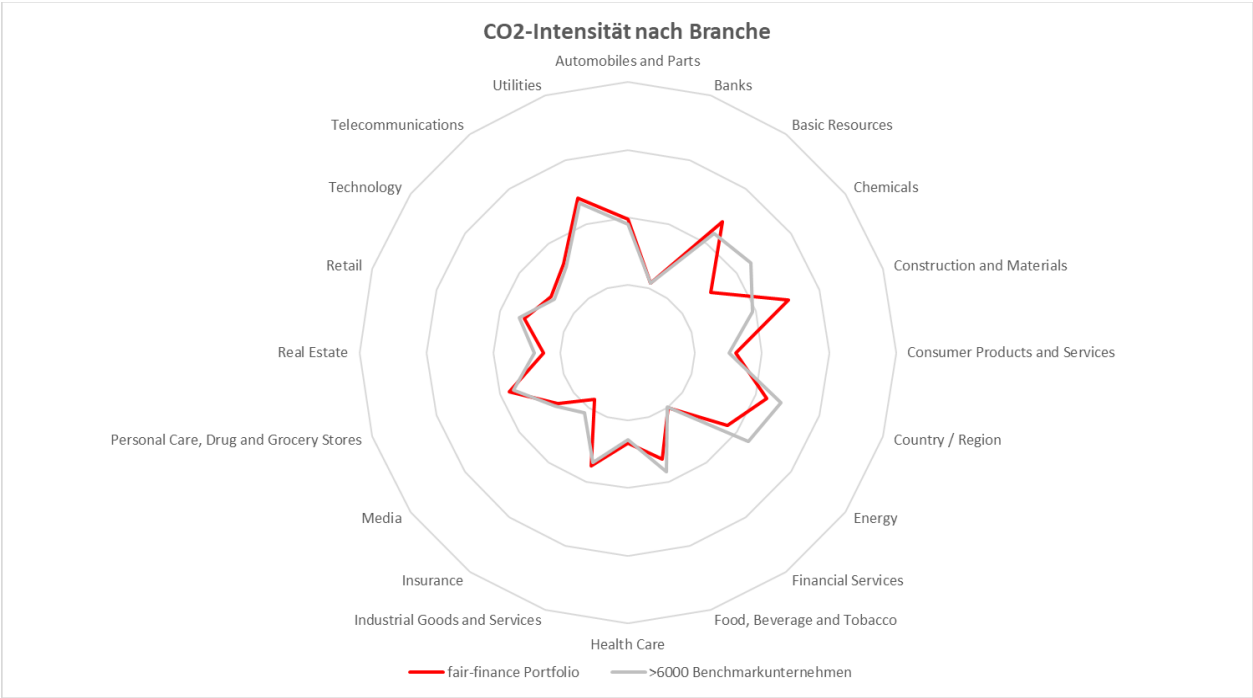 CO2-Intensität nach Branche
Automobiles and Parts
Utilities
Banks
Telecommunications
Basic Resources
Technology
Chemicals
Retail
Construction and Materials
Real Estate
Consumer Products and Services
Personal Care, Drug and Grocery Stores
Country / Region
Media
Energy
Insurance
Financial Services
Industrial Goods and Services
Food, Beverage and Tobacco
Health Care
fair-finance Portfolio
>6000 Benchmarkunternehmen